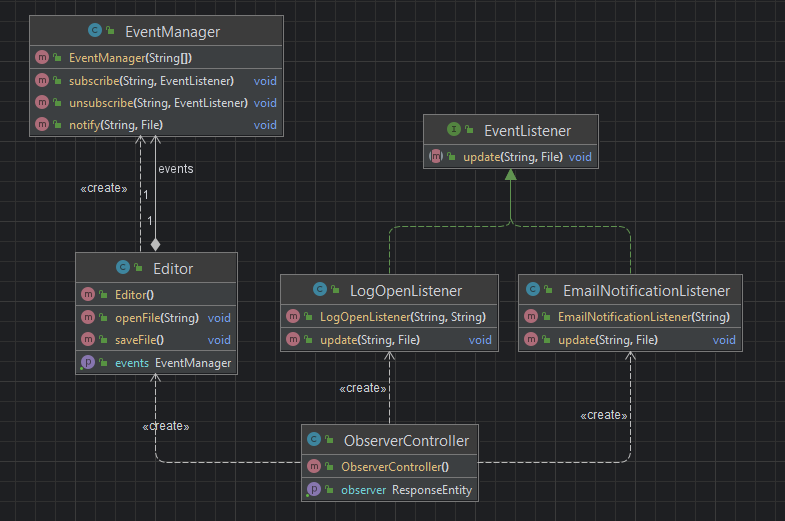 EventManager
EventManager(String[])
subscribe(String, EventListener) void
unsubscribe(String, EventListener) void
notify(String, File) void
EventListener
update(String, File) void
events
«create»
1
1
Editor
Editor()
openFile(String) void
saveFile() void
events EventManager
LogOpenListener
LogOpenListener(String, String)
update(String, File) void
EmailNotificationListener
EmailNotificationListener(String)
update(String, File) void
«create»
«create»
«create»
ObserverController
ObserverController()
observer ResponseEntity